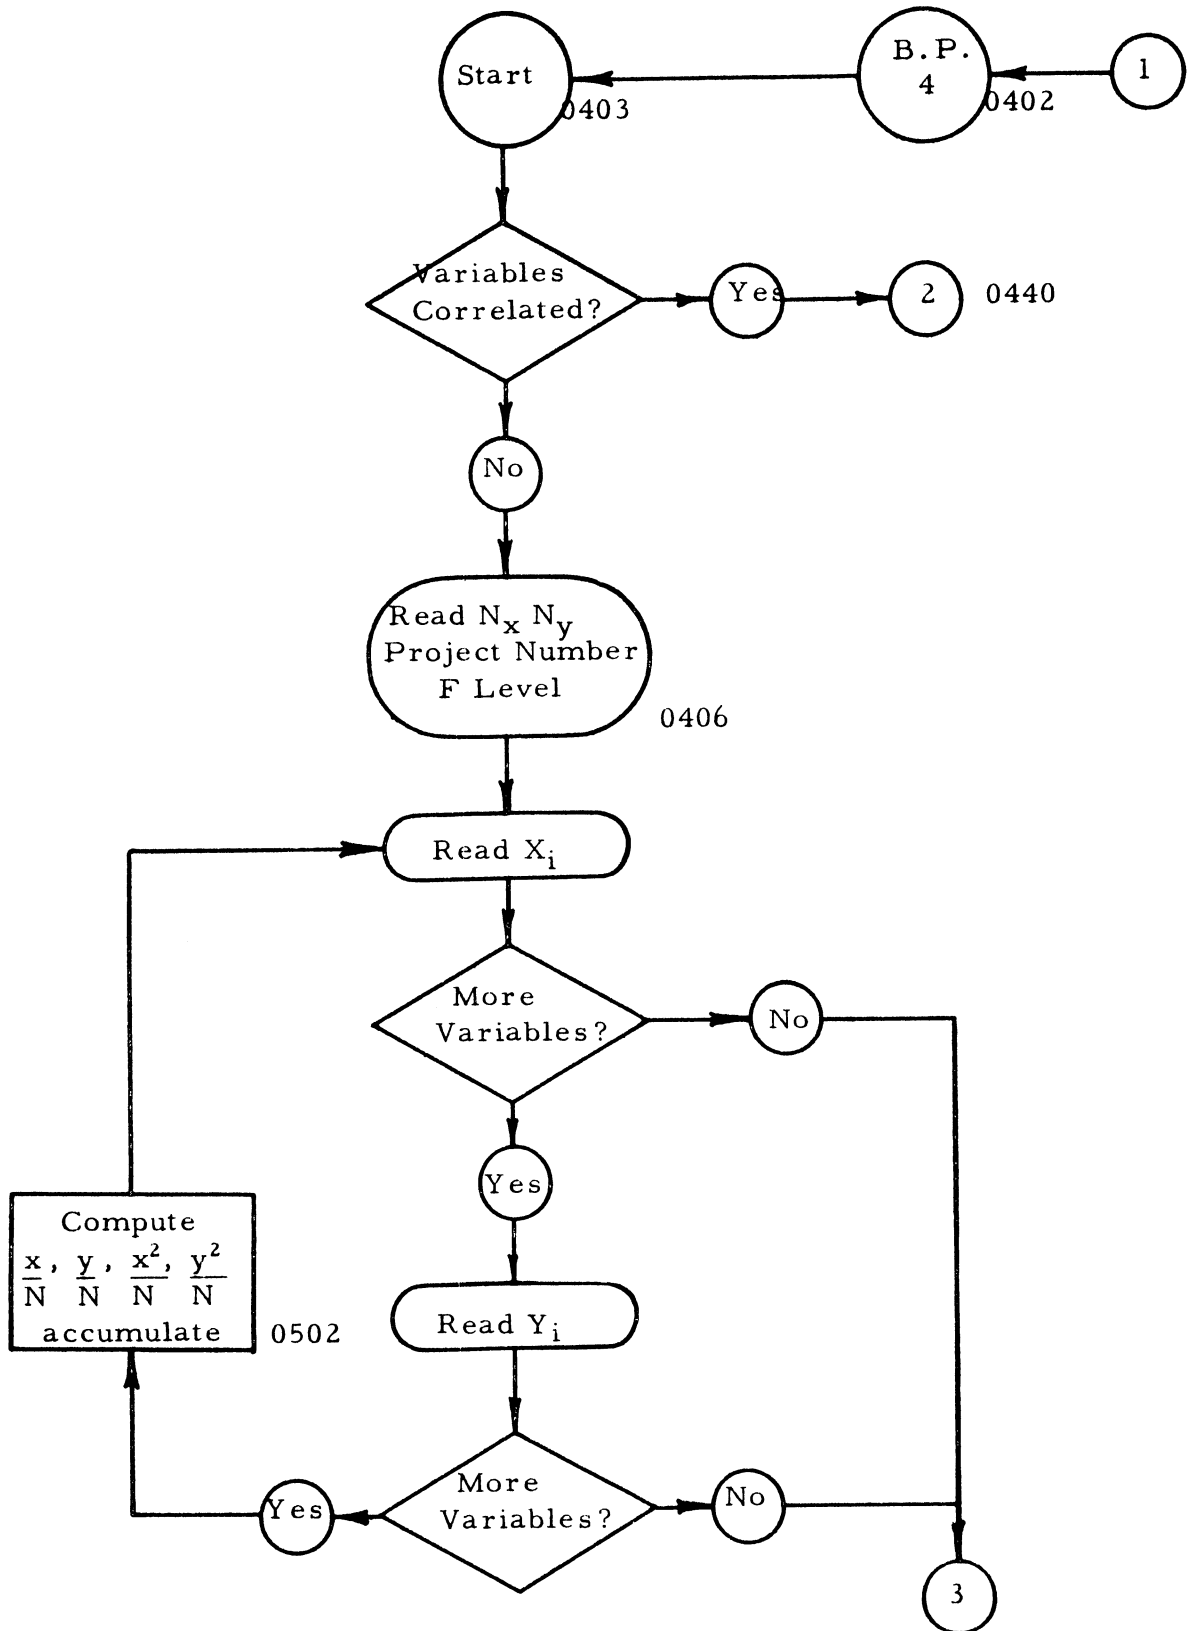 Start
0403
B.P.
4
0402
1
Variables
Correlated?
Yes
2
0440
No
Read Nx Ny
Project Number
F Level
0406
Read Xi
More
Variables?
No
Yes
Compute
x/N, y/N, x²/N, y²/N
accumulate
0502
Read Yi
More
Variables?
Yes
No
3